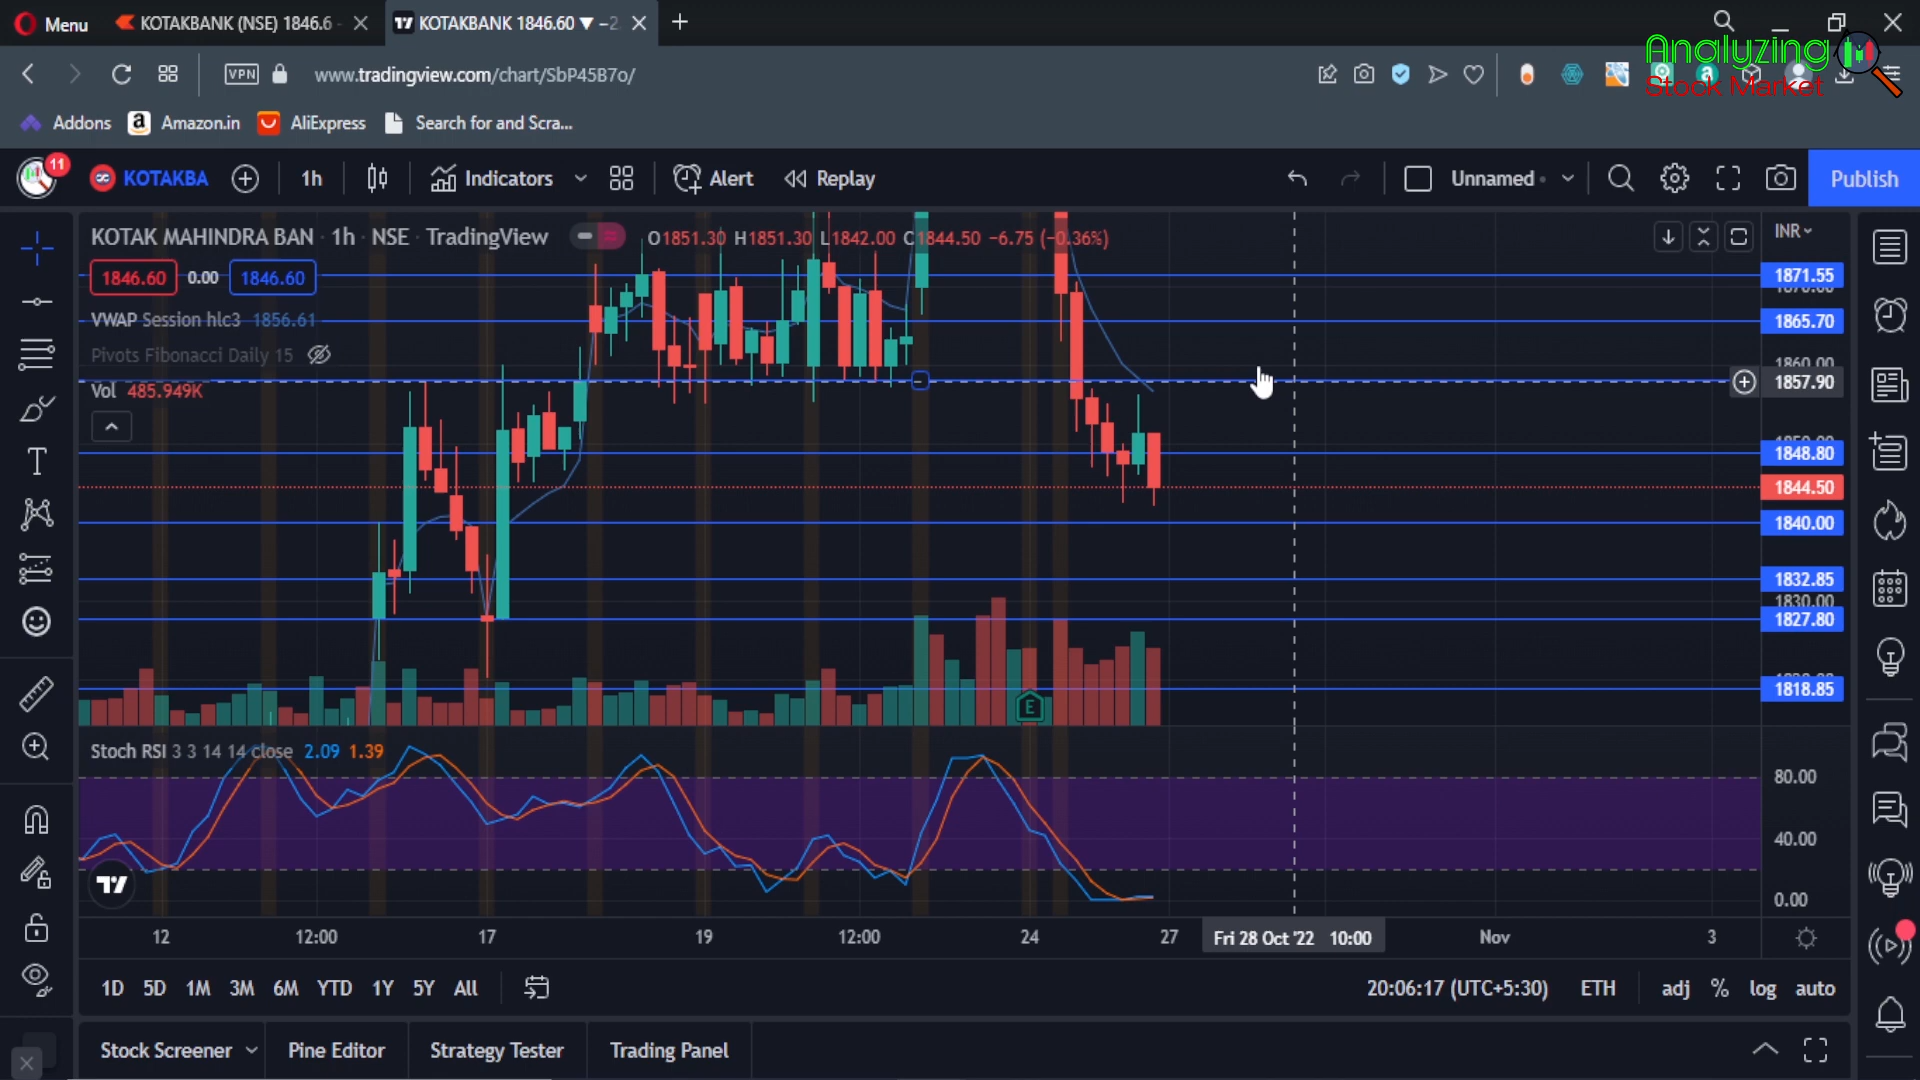 Menu
KOTAKBANK (NSE) 1846.6 -
KOTAKBANK 1846.60 ▼ −2
Analyzing
Stock Market
VPN
www.tradingview.com/chart/SbP45B7o/
Addons
Amazon.in
AliExpress
Search for and Scra...
11
KOTAKBA
1h
Indicators
Alert
Replay
Unnamed
Publish
KOTAK MAHINDRA BAN · 1h · NSE · TradingView
O1851.30 H1851.30 L1842.00 C1844.50 −6.75 (−0.36%)
INR
1846.60
0.00
1846.60
1871.55
VWAP Session hlc3 1856.61
1865.70
Pivots Fibonacci Daily 15
1860.00
Vol 485.949K
1857.90
1848.80
1844.50
1840.00
1832.85
1830.00
1827.80
1818.85
E
Stoch RSI 3 3 14 14 close 2.09 1.39
80.00
40.00
0.00
12
12:00
17
19
12:00
24
27
Fri 28 Oct '22 10:00
Nov
3
1D
5D
1M
3M
6M
YTD
1Y
5Y
All
20:06:17 (UTC+5:30)
ETH
adj
%
log
auto
Stock Screener
Pine Editor
Strategy Tester
Trading Panel